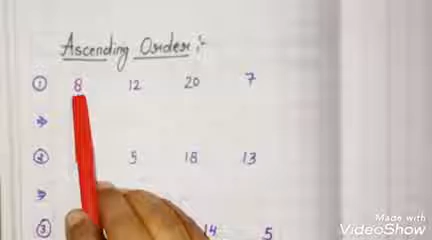 Ascending Order :-
① 8 12 20 7
⇒
② 5 18 13
⇒
③ 14 5
Made with
VideoShow